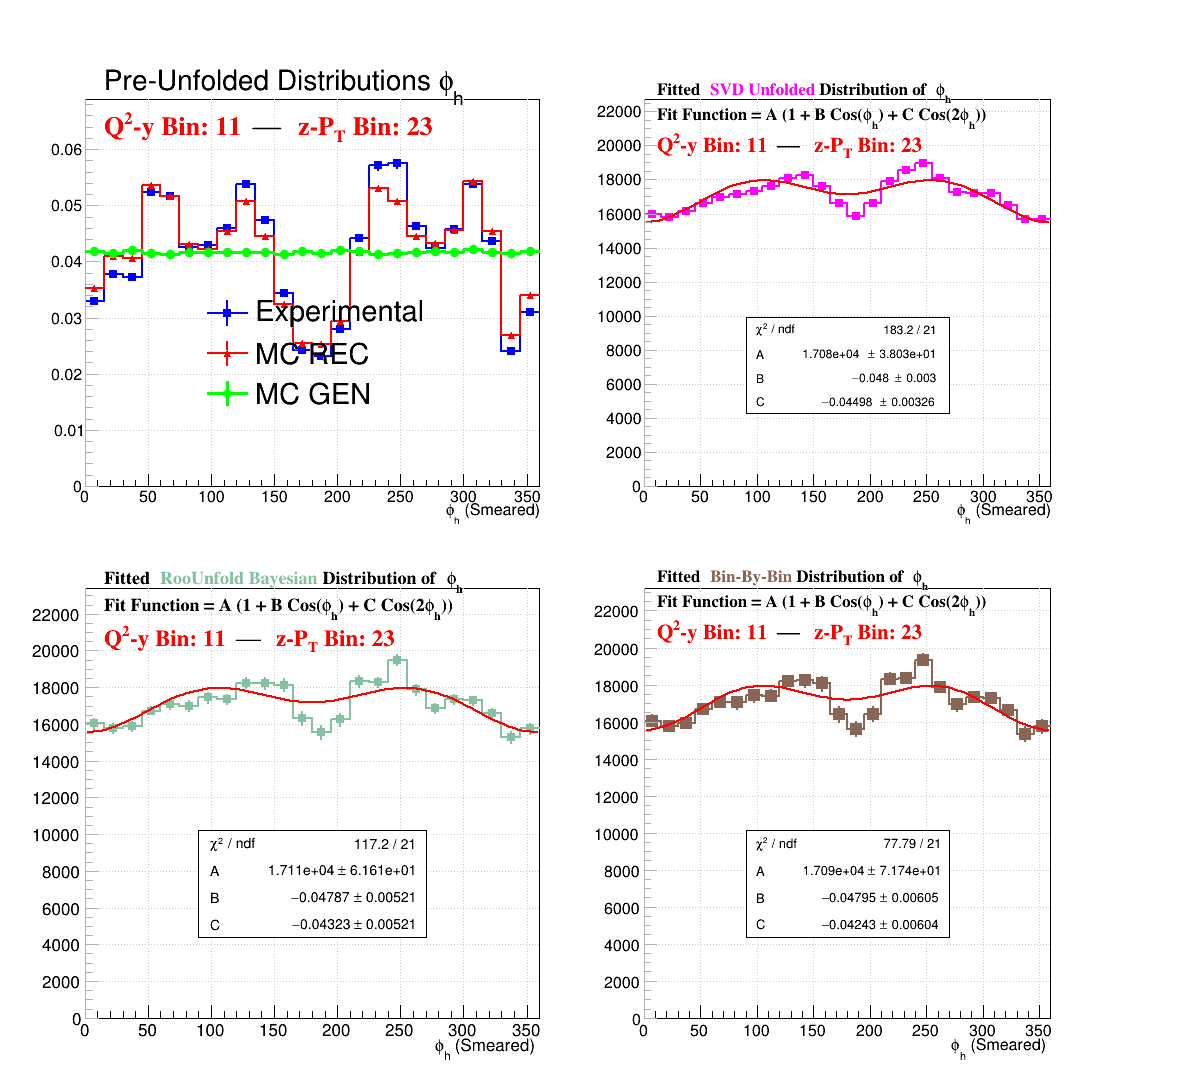 Pre-Unfolded Distributions ϕh
Q²-y Bin: 11 — z-PT Bin: 23
0.06
0.05
0.04
0.03
0.02
0.01
0
Experimental
MC REC
MC GEN
0 50 100 150 200 250 300 350
ϕh (Smeared)
Fitted SVD Unfolded Distribution of ϕh
Fit Function = A (1 + B Cos(ϕh) + C Cos(2ϕh))
Q²-y Bin: 11 — z-PT Bin: 23
22000
20000
18000
16000
14000
12000
10000
8000
6000
4000
2000
0
χ² / ndf 183.2 / 21
A 1.708e+04 ± 3.803e+01
B −0.048 ± 0.003
C −0.04498 ± 0.00326
0 50 100 150 200 250 300 350
ϕh (Smeared)
Fitted RooUnfold Bayesian Distribution of ϕh
Fit Function = A (1 + B Cos(ϕh) + C Cos(2ϕh))
Q²-y Bin: 11 — z-PT Bin: 23
22000
20000
18000
16000
14000
12000
10000
8000
6000
4000
2000
0
χ² / ndf 117.2 / 21
A 1.711e+04 ± 6.161e+01
B −0.04787 ± 0.00521
C −0.04323 ± 0.00521
0 50 100 150 200 250 300 350
ϕh (Smeared)
Fitted Bin-By-Bin Distribution of ϕh
Fit Function = A (1 + B Cos(ϕh) + C Cos(2ϕh))
Q²-y Bin: 11 — z-PT Bin: 23
22000
20000
18000
16000
14000
12000
10000
8000
6000
4000
2000
0
χ² / ndf 77.79 / 21
A 1.709e+04 ± 7.174e+01
B −0.04795 ± 0.00605
C −0.04243 ± 0.00604
0 50 100 150 200 250 300 350
ϕh (Smeared)